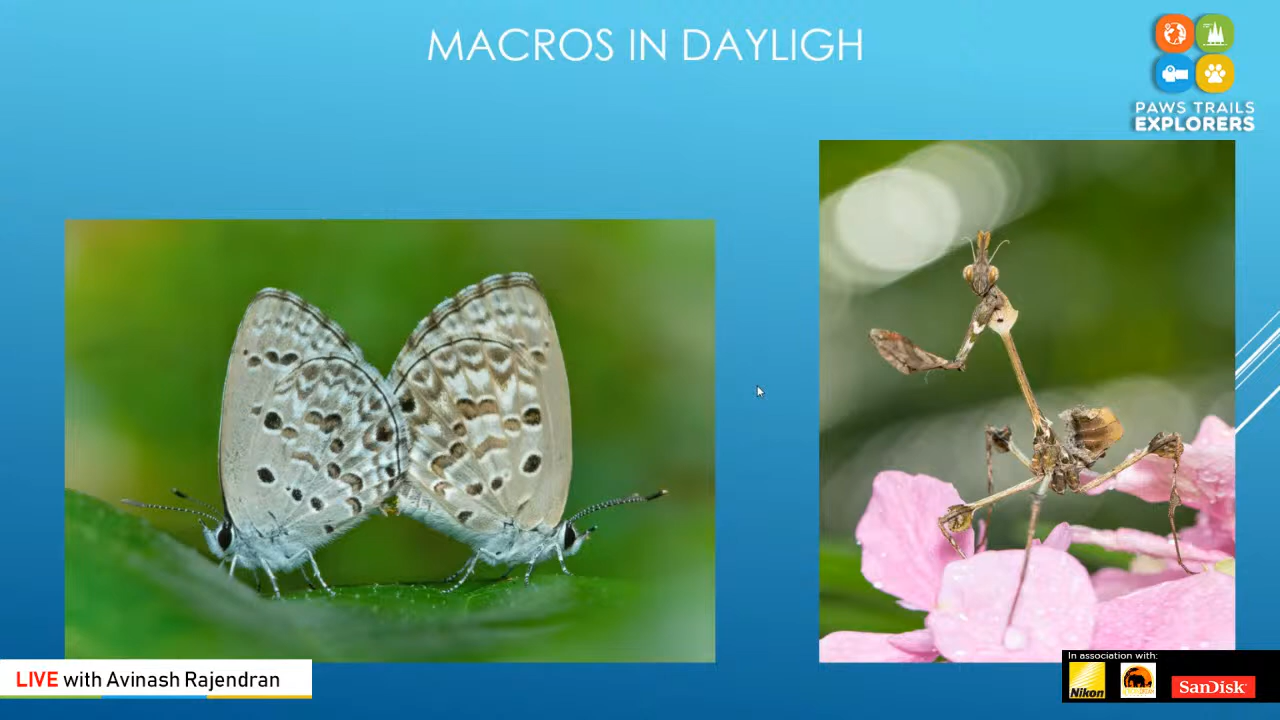 MACROS IN DAYLIGH
PAWS TRAILS
EXPLORERS
LIVE with Avinash Rajendran
In association with:
Nikon
SanDisk